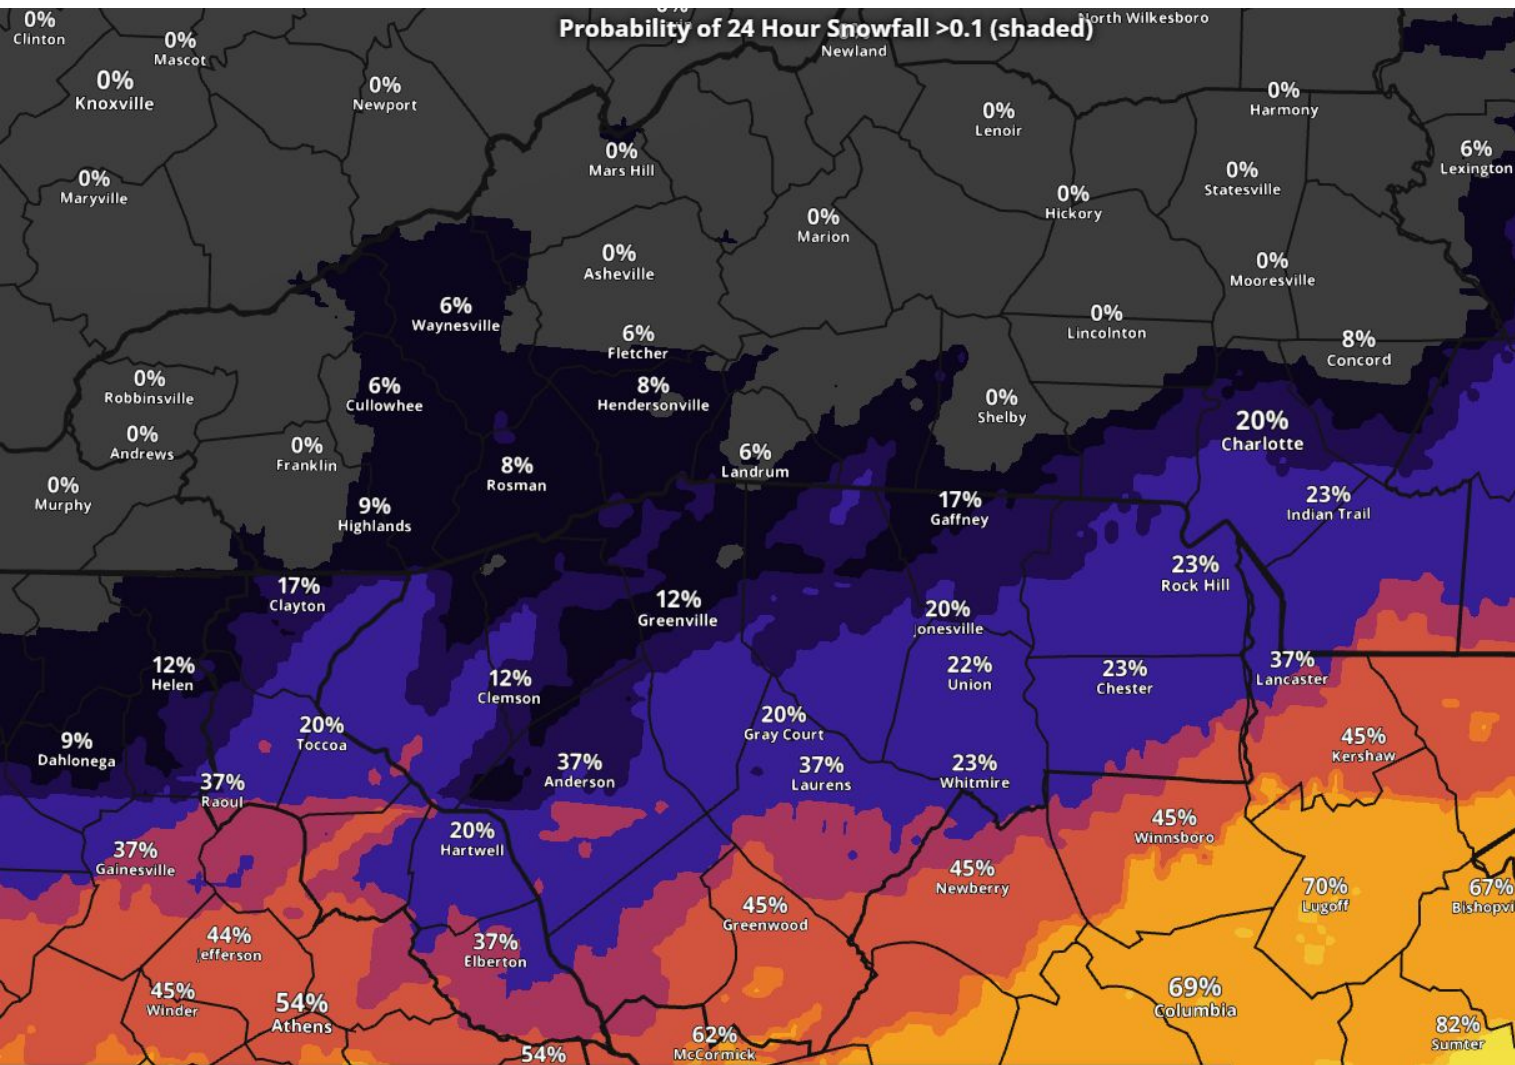 Probability of 24 Hour Snowfall >0.1 (shaded)
0%
Clinton
0%
Mascot
0%
Knoxville
0%
Newport
Newland
North Wilkesboro
0%
Lenoir
0%
Harmony
0%
Mars Hill
6%
Lexington
0%
Maryville
0%
Statesville
0%
Hickory
0%
Marion
0%
Asheville
0%
Mooresville
6%
Waynesville
0%
Lincolnton
6%
Fletcher
8%
Concord
0%
Robbinsville
6%
Cullowhee
8%
Hendersonville
0%
Shelby
20%
Charlotte
0%
Andrews
0%
Franklin
6%
Landrum
8%
Rosman
0%
Murphy
9%
Highlands
17%
Gaffney
23%
Indian Trail
23%
Rock Hill
17%
Clayton
12%
Greenville
20%
Jonesville
12%
Helen
12%
Clemson
22%
Union
23%
Chester
37%
Lancaster
20%
Toccoa
20%
Gray Court
9%
Dahlonega
45%
Kershaw
37%
Raoul
37%
Anderson
37%
Laurens
23%
Whitmire
20%
Hartwell
45%
Winnsboro
37%
Gainesville
45%
Newberry
70%
Lugoff
67%
Bishopvi
45%
Greenwood
44%
Jefferson
37%
Elberton
45%
Winder
54%
Athens
69%
Columbia
62%
McCormick
82%
Sumter
54%